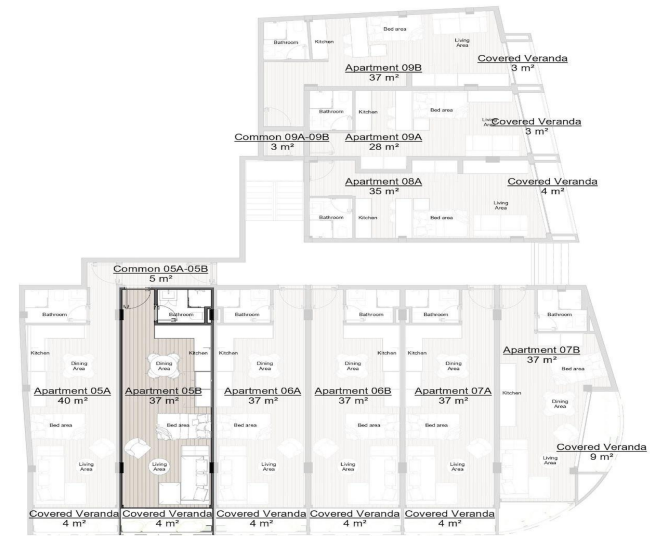 Bathroom
Kitchen
Bed area
Living
Area
Covered Veranda
3 m²
Apartment 09B
37 m²
Bathroom
Kitchen
Bed area
Living
Area
Covered Veranda
3 m²
Common 09A-09B
3 m²
Apartment 09A
28 m²
Apartment 08A
35 m²
Covered Veranda
4 m²
Bathroom
Kitchen
Bed area
Living
Area
Common 05A-05B
5 m²
Bathroom
Kitchen
Dining
Area
Apartment 05A
40 m²
Bed area
Living
Area
Covered Veranda
4 m²
Bathroom
Kitchen
Dining
Area
Apartment 05B
37 m²
Bed area
Living
Area
Covered Veranda
4 m²
Bathroom
Kitchen
Dining
Area
Apartment 06A
37 m²
Bed area
Living
Area
Covered Veranda
4 m²
Bathroom
Kitchen
Dining
Area
Apartment 06B
37 m²
Bed area
Living
Area
Covered Veranda
4 m²
Bathroom
Kitchen
Dining
Area
Apartment 07A
37 m²
Bed area
Living
Area
Covered Veranda
4 m²
Bathroom
Apartment 07B
37 m²
Bed area
Kitchen
Dining
Area
Living
Area
Covered Veranda
9 m²